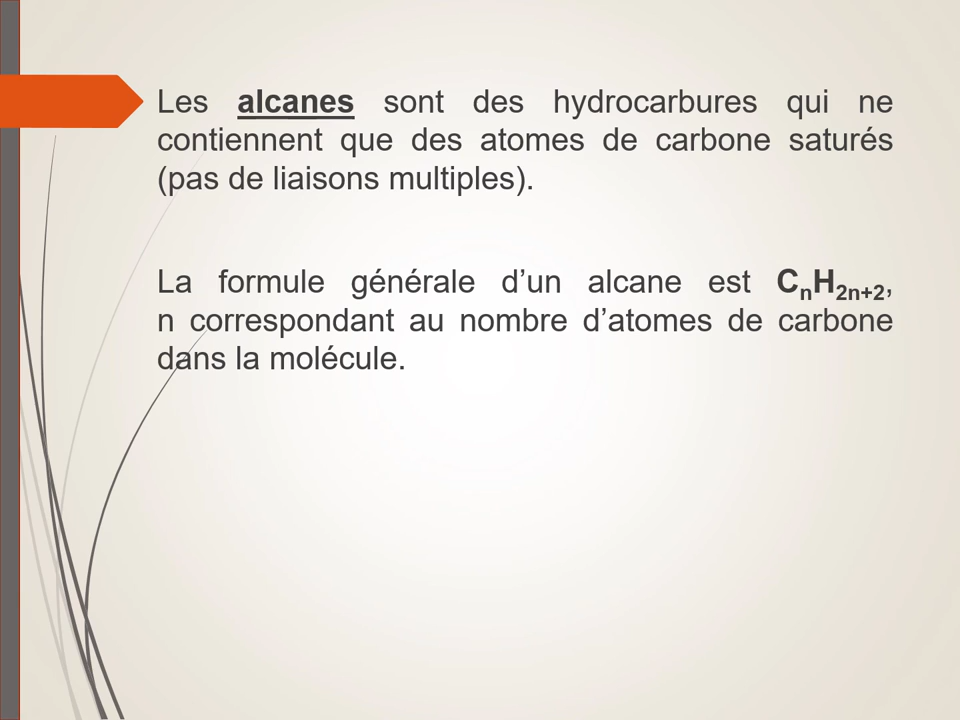 Les alcanes sont des hydrocarbures qui ne
contiennent que des atomes de carbone saturés
(pas de liaisons multiples).
La formule générale d’un alcane est CnH2n+2,
n correspondant au nombre d’atomes de carbone
dans la molécule.